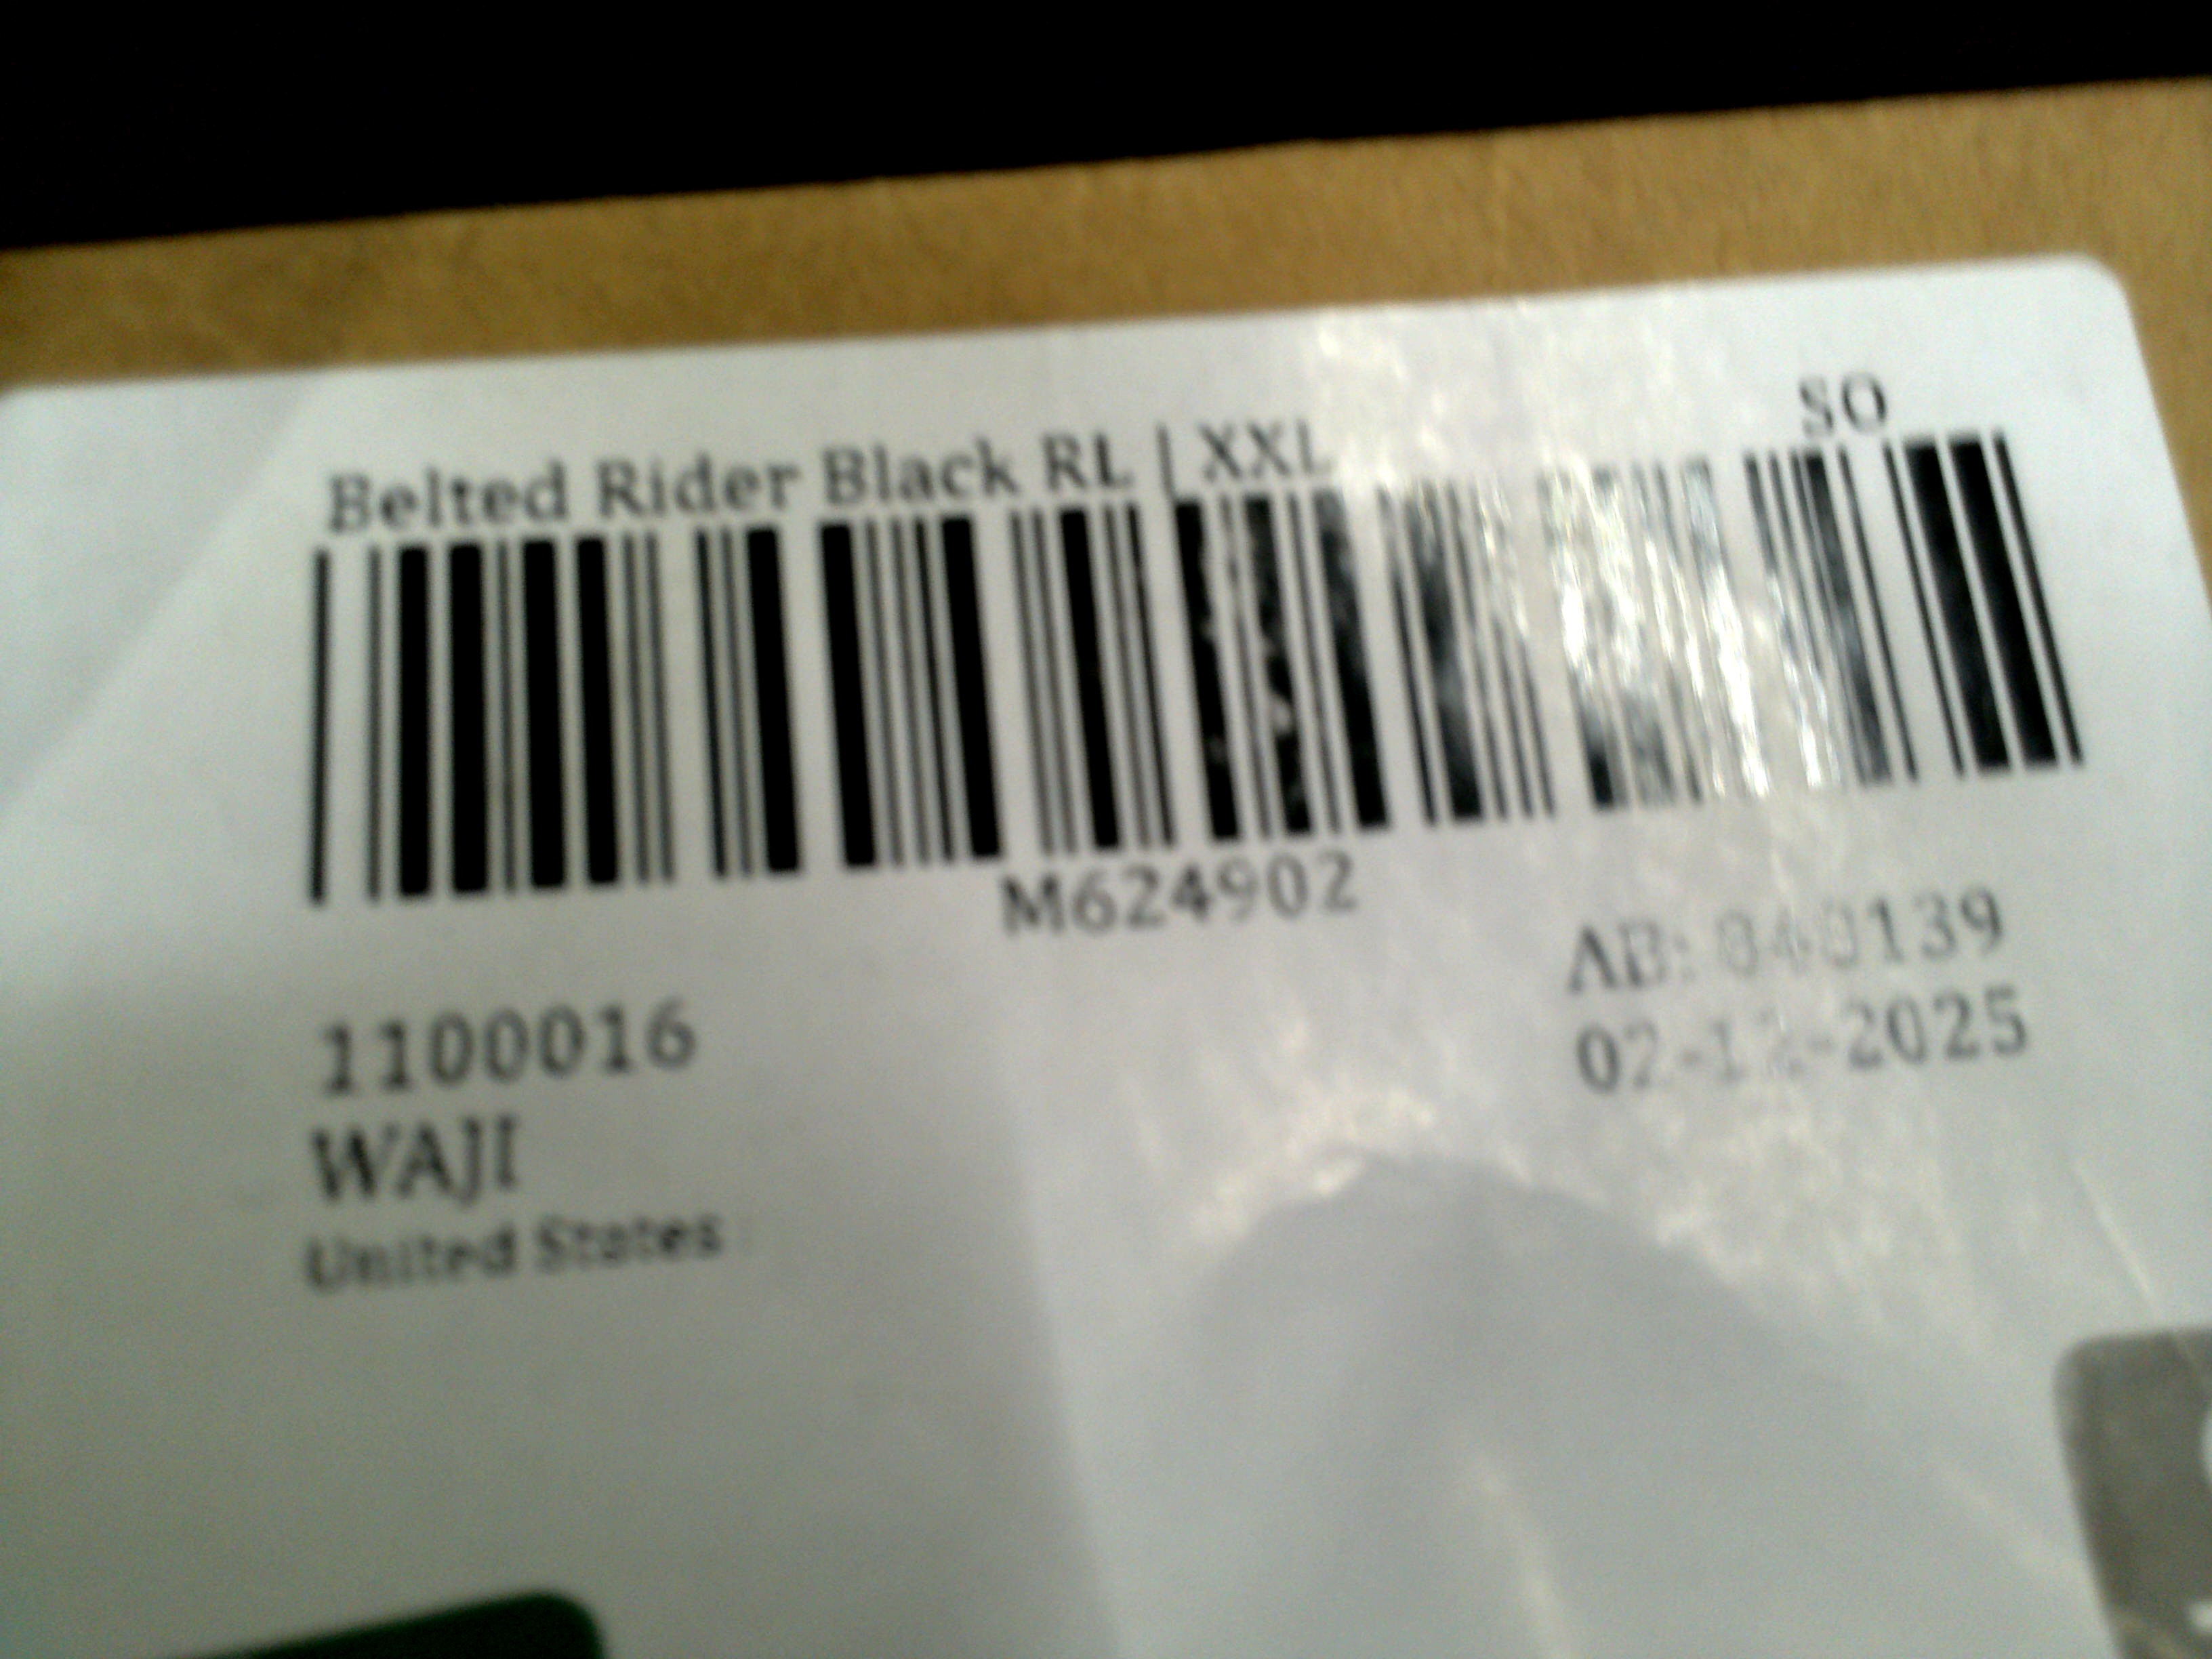 SO
Belted Rider Black RL | XXL
M624902
AB: 040139
02-12-2025
1100016
WAJI
United States